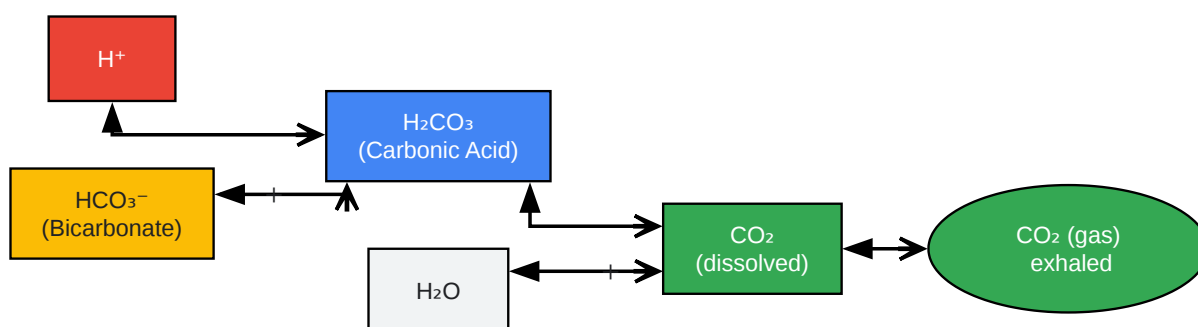 H⁺
H₂CO₃
(Carbonic Acid)
HCO₃⁻
(Bicarbonate)
CO₂
(dissolved)
CO₂ (gas)
exhaled
H₂O